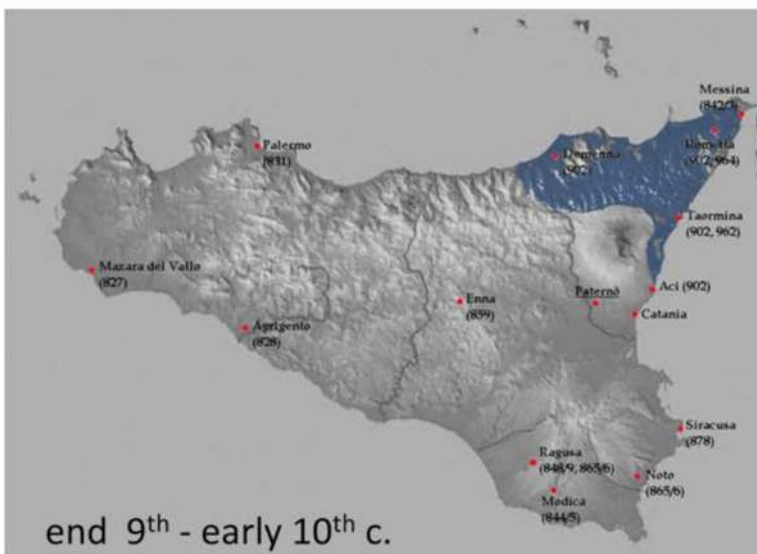 Messina
(842/3)
Rometta
(902, 964)
Palermo
(831)
Demenna
(902)
Taormina
(902, 962)
Mazara del Vallo
(827)
Aci (902)
Enna
(859)
Paternò
Catania
Agrigento
(828)
Siracusa
(878)
Ragusa
(848/9, 865/6)
Noto
(865/6)
Modica
(844/5)
end 9th - early 10th c.